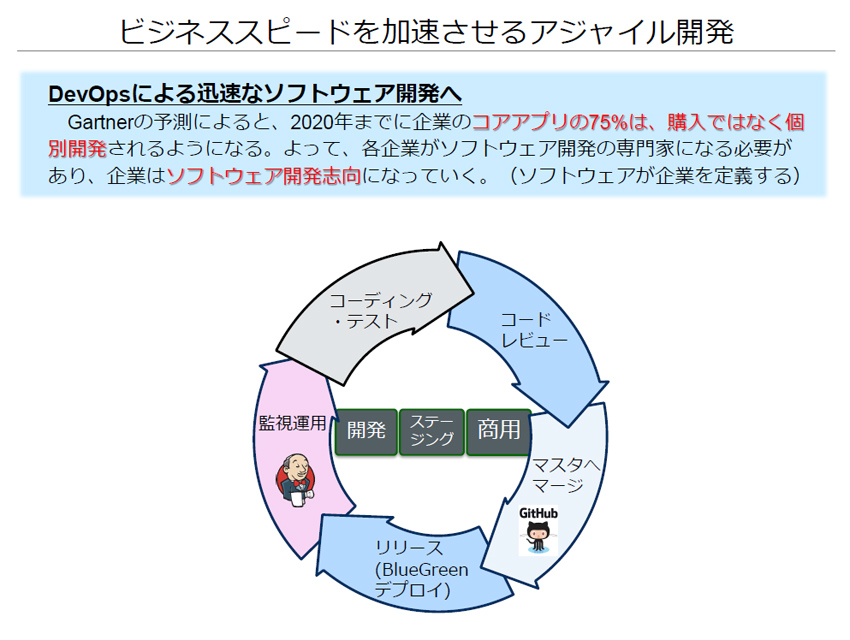 ビジネススピードを加速させるアジャイル開発
DevOpsによる迅速なソフトウェア開発へ
Gartnerの予測によると、2020年までに企業のコアアプリの75%は、購入ではなく個
別開発されるようになる。よって、各企業がソフトウェア開発の専門家になる必要が
あり、企業はソフトウェア開発志向になっていく。（ソフトウェアが企業を定義する）
コーディング
・テスト
コード
レビュー
監視運用
開発
ステー
ジング
商用
マスタへ
マージ
GitHub
リリース
(BlueGreen
デプロイ)